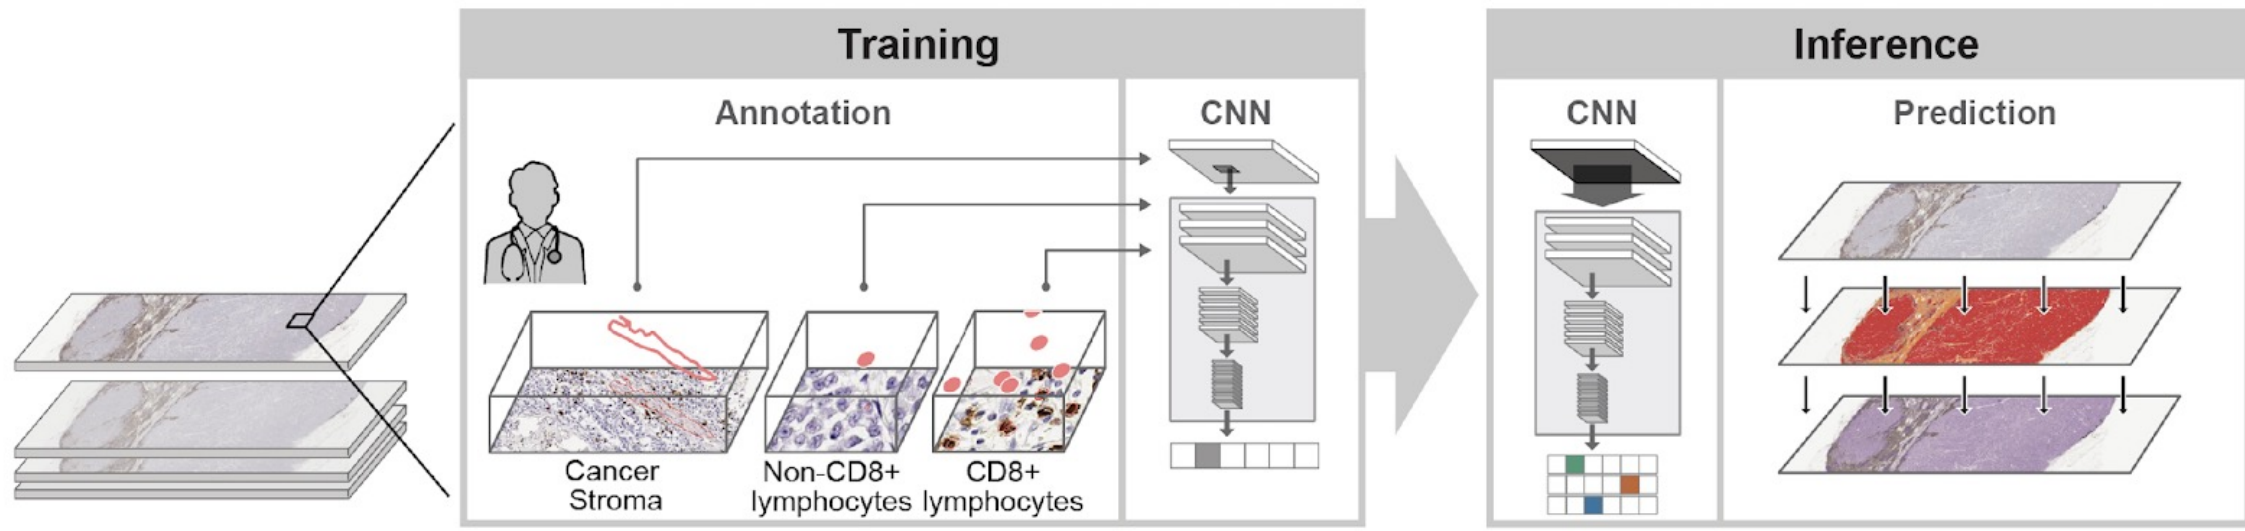 Training
Annotation
CNN
Cancer
Stroma
Non-CD8+
lymphocytes
CD8+
lymphocytes
Inference
CNN
Prediction